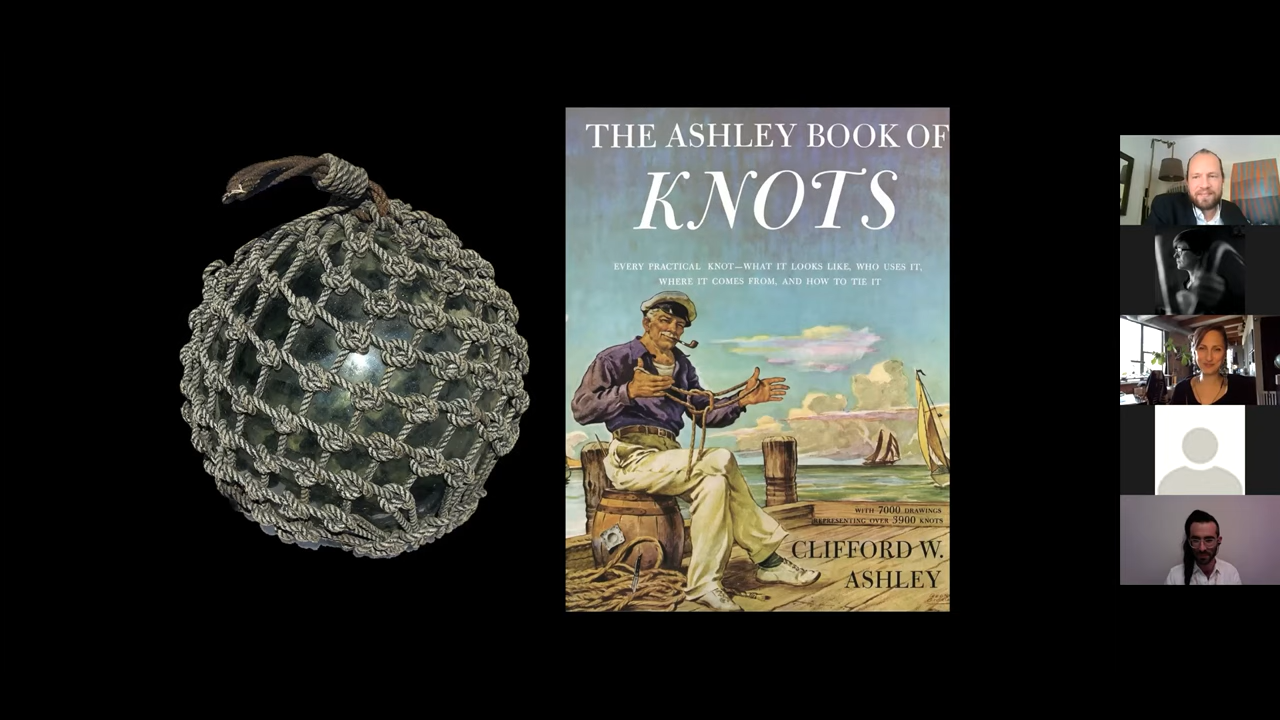 THE ASHLEY BOOK OF
KNOTS
EVERY PRACTICAL KNOT—WHAT IT LOOKS LIKE, WHO USES IT,
WHERE IT COMES FROM, AND HOW TO TIE IT
WITH 7000 DRAWINGS
REPRESENTING OVER 3900 KNOTS
CLIFFORD W.
ASHLEY